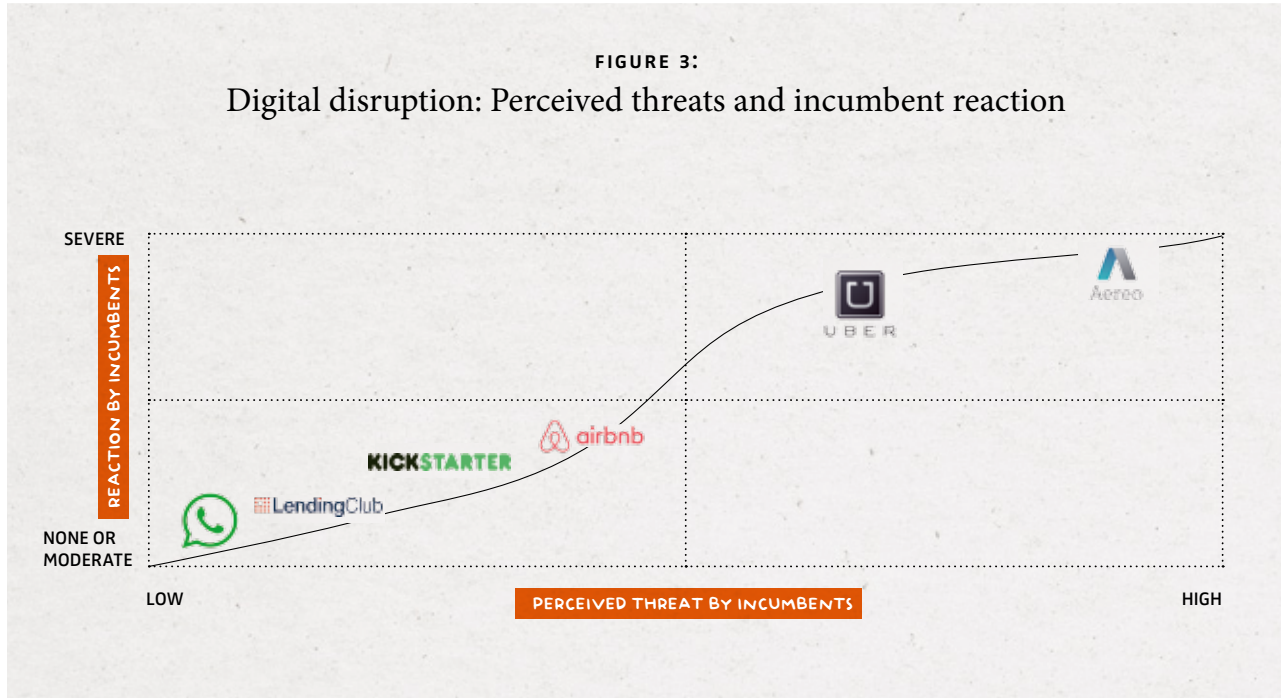 FIGURE 3:
Digital disruption: Perceived threats and incumbent reaction
SEVERE
REACTION BY INCUMBENTS
NONE OR
MODERATE
Aereo
UBER
airbnb
KICKSTARTER
LendingClub
LOW
PERCEIVED THREAT BY INCUMBENTS
HIGH